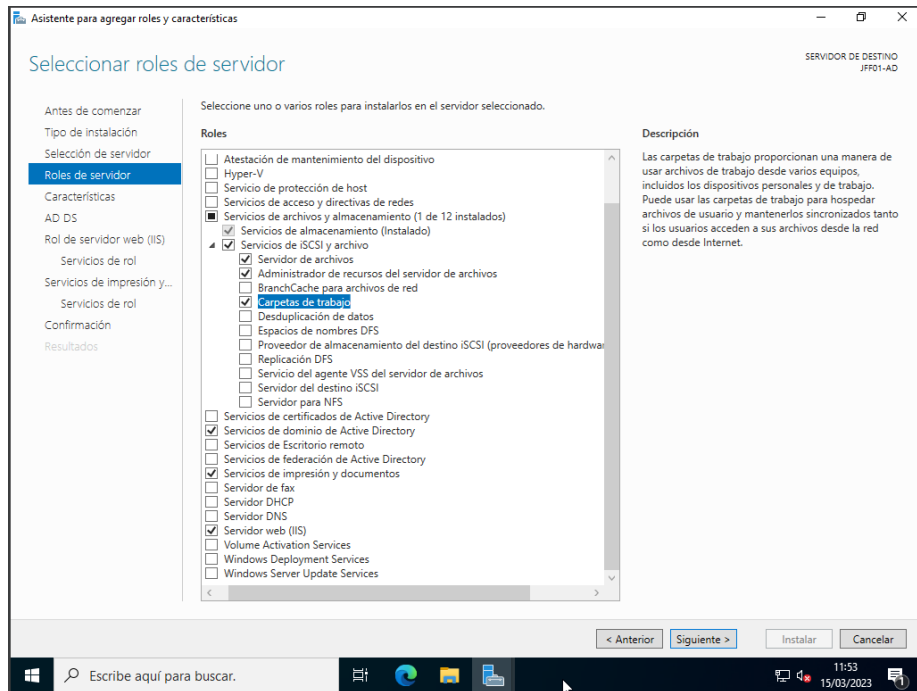 Asistente para agregar roles y características
Seleccionar roles de servidor
SERVIDOR DE DESTINO
JFF01-AD
Antes de comenzar
Tipo de instalación
Selección de servidor
Roles de servidor
Características
AD DS
Rol de servidor web (IIS)
Servicios de rol
Servicios de impresión y...
Servicios de rol
Confirmación
Resultados
Seleccione uno o varios roles para instalarlos en el servidor seleccionado.
Roles
Atestación de mantenimiento del dispositivo
Hyper-V
Servicio de protección de host
Servicios de acceso y directivas de redes
Servicios de archivos y almacenamiento (1 de 12 instalados)
Servicios de almacenamiento (Instalado)
Servicios de iSCSI y archivo
Servidor de archivos
Administrador de recursos del servidor de archivos
BranchCache para archivos de red
Carpetas de trabajo
Desduplicación de datos
Espacios de nombres DFS
Proveedor de almacenamiento del destino iSCSI (proveedores de hardwar
Replicación DFS
Servicio del agente VSS del servidor de archivos
Servidor del destino iSCSI
Servidor para NFS
Servicios de certificados de Active Directory
Servicios de dominio de Active Directory
Servicios de Escritorio remoto
Servicios de federación de Active Directory
Servicios de impresión y documentos
Servidor de fax
Servidor DHCP
Servidor DNS
Servidor web (IIS)
Volume Activation Services
Windows Deployment Services
Windows Server Update Services
Descripción
Las carpetas de trabajo proporcionan una manera de
usar archivos de trabajo desde varios equipos,
incluidos los dispositivos personales y de trabajo.
Puede usar las carpetas de trabajo para hospedar
archivos de usuario y mantenerlos sincronizados tanto
si los usuarios acceden a sus archivos desde la red
como desde Internet.
< Anterior
Siguiente >
Instalar
Cancelar
Escribe aquí para buscar.
11:53
15/03/2023
1